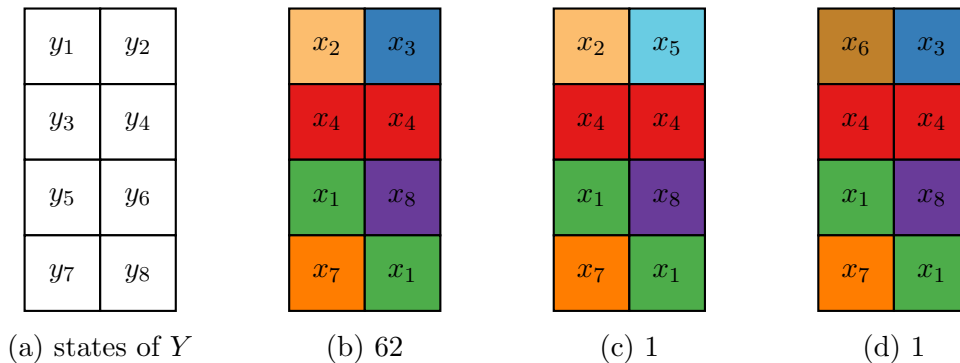 y1 y2 x2 x3 x2 x5 x6 x3
y3 y4 x4 x4 x4 x4 x4 x4
y5 y6 x1 x8 x1 x8 x1 x8
y7 y8 x7 x1 x7 x1 x7 x1
(a) states of Y (b) 62 (c) 1 (d) 1